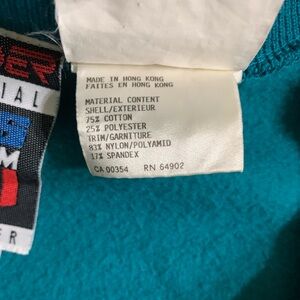 MADE IN HONG KONG
FAITES EN HONG KONG
MATERIAL CONTENT
SHELL/EXTERIEUR
75% COTTON
25% POLYESTER
TRIM/GARNITURE
83% NYLON/POLYAMID
17% SPANDEX
CA 00354 RN 64902